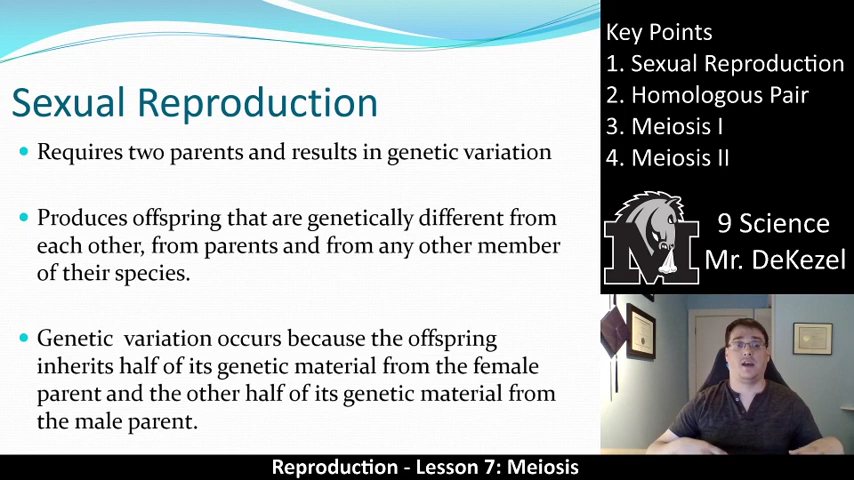 Sexual Reproduction
• Requires two parents and results in genetic variation
• Produces offspring that are genetically different from
each other, from parents and from any other member
of their species.
• Genetic variation occurs because the offspring
inherits half of its genetic material from the female
parent and the other half of its genetic material from
the male parent.
Key Points
1. Sexual Reproduction
2. Homologous Pair
3. Meiosis I
4. Meiosis II
M
9 Science
Mr. DeKezel
Reproduction - Lesson 7: Meiosis